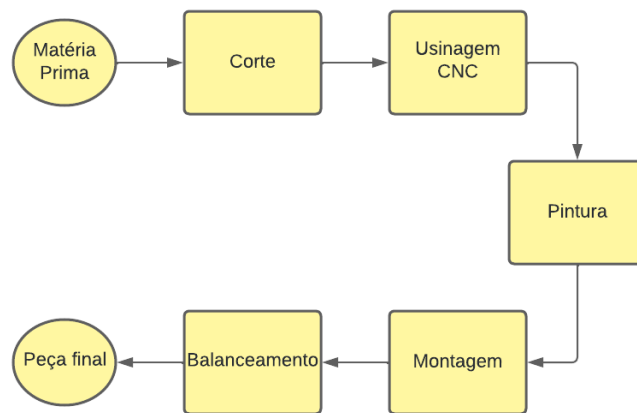 Matéria
Prima
Corte
Usinagem
CNC
Pintura
Montagem
Balanceamento
Peça final